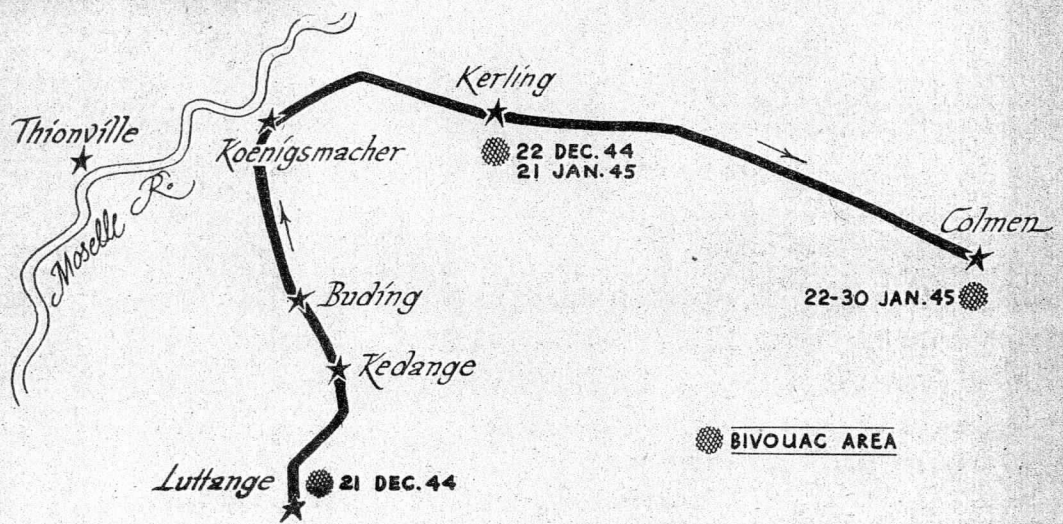 Kerling
Thionville
Koenigsmacher
22 DEC. 44
21 JAN. 45
Moselle R.
Colmen
Buding
22-30 JAN. 45
Kedange
BIVOUAC AREA
Luttange
21 DEC. 44